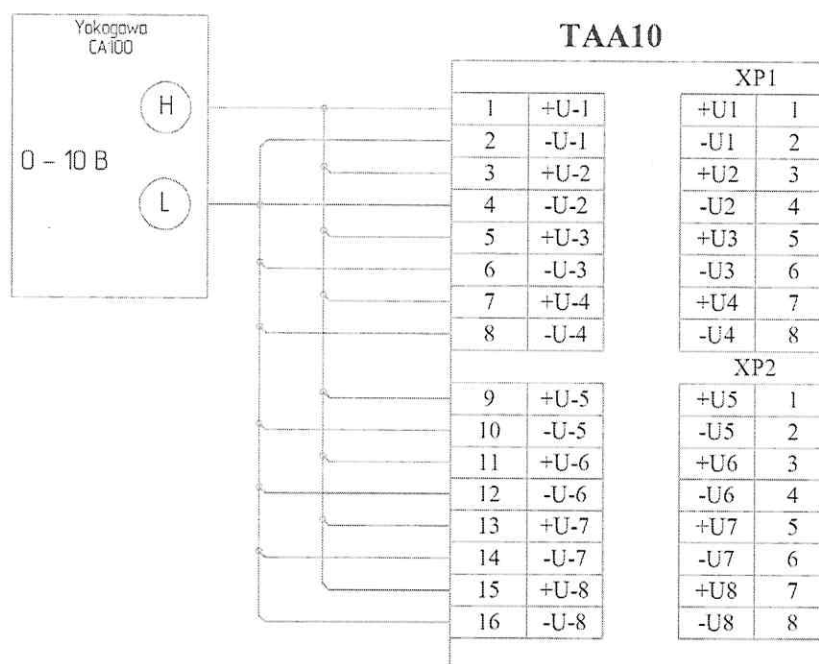 Yokogawa
CA100
TAA10
H
0 – 10 В
L
XP1
1 +U-1 +U1 1
2 -U-1 -U1 2
3 +U-2 +U2 3
4 -U-2 -U2 4
5 +U-3 +U3 5
6 -U-3 -U3 6
7 +U-4 +U4 7
8 -U-4 -U4 8
XP2
9 +U-5 +U5 1
10 -U-5 -U5 2
11 +U-6 +U6 3
12 -U-6 -U6 4
13 +U-7 +U7 5
14 -U-7 -U7 6
15 +U-8 +U8 7
16 -U-8 -U8 8